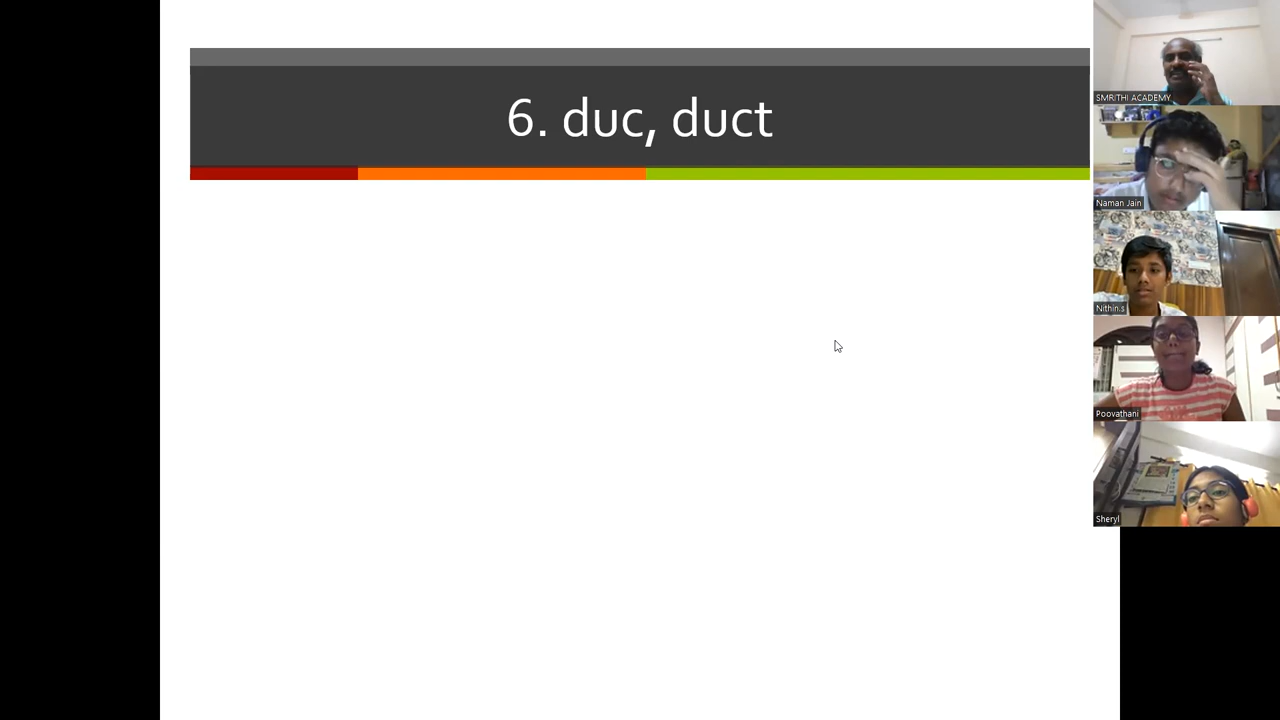 6. duc, duct
SMRITHI ACADEMY
Naman Jain
Nithin.s
Poovathani
Sheryl